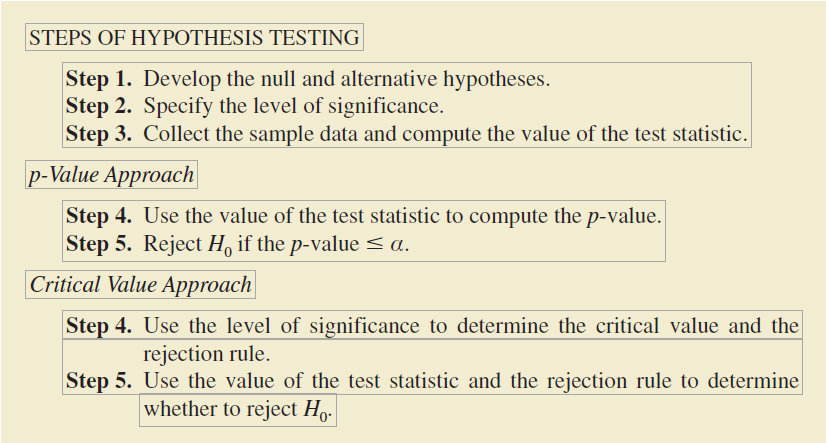 STEPS OF HYPOTHESIS TESTING
Step 1. Develop the null and alternative hypotheses.
Step 2. Specify the level of significance.
Step 3. Collect the sample data and compute the value of the test statistic.
p-Value Approach
Step 4. Use the value of the test statistic to compute the p-value.
Step 5. Reject H₀ if the p-value ≤ α.
Critical Value Approach
Step 4. Use the level of significance to determine the critical value and the
rejection rule.
Step 5. Use the value of the test statistic and the rejection rule to determine
whether to reject H₀.